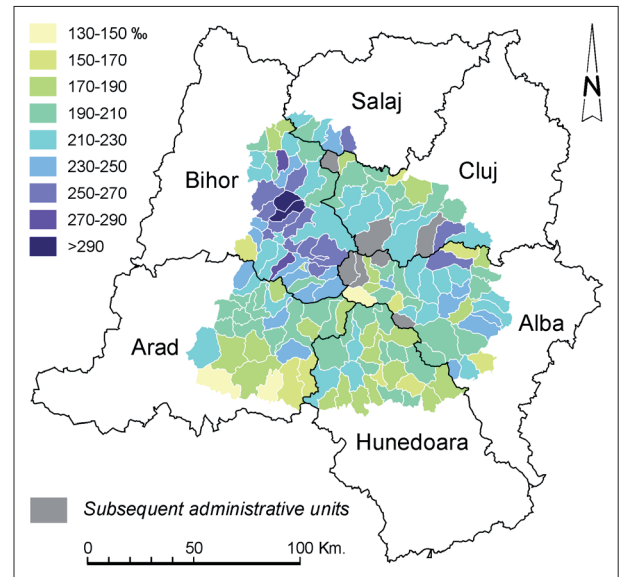 130-150 ‰
150-170
170-190
190-210
210-230
230-250
250-270
270-290
>290
Salaj
N
Cluj
Bihor
Alba
Arad
Hunedoara
Subsequent administrative units
0 50 100 Km.